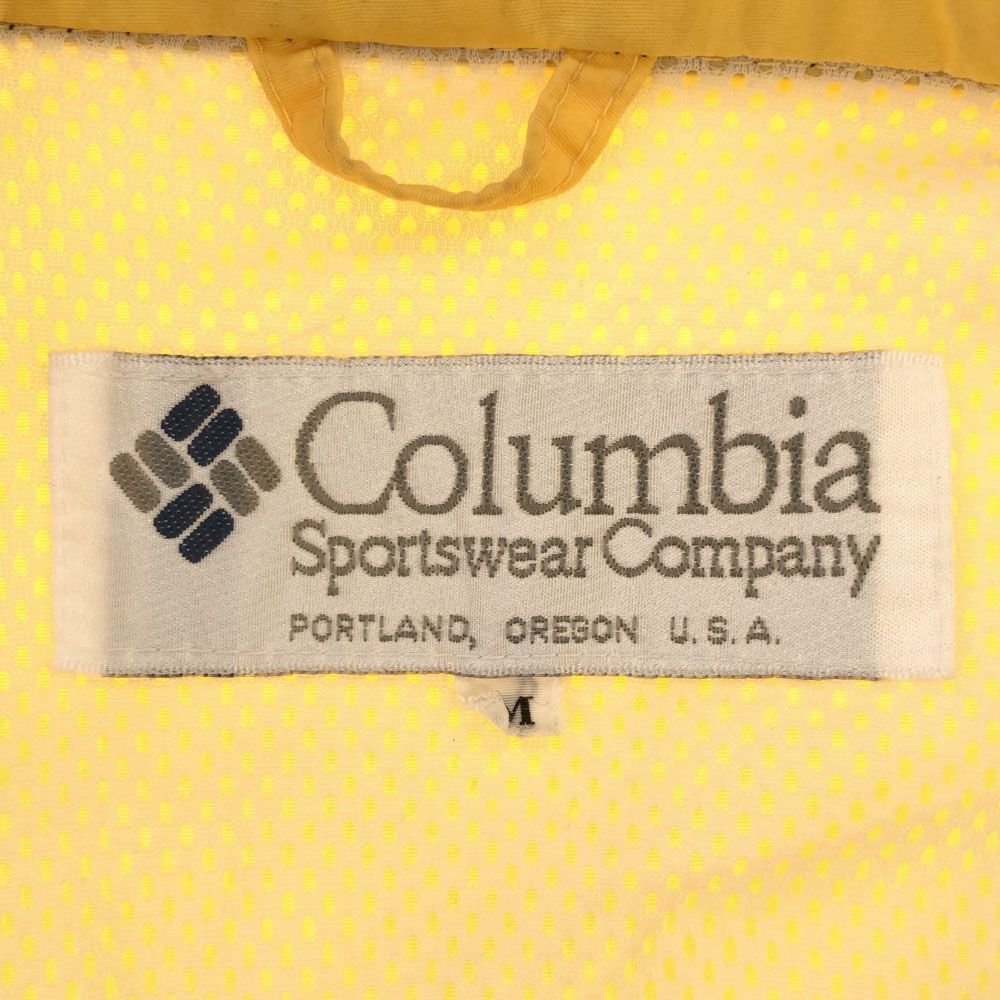 Columbia
Sportswear Company
PORTLAND, OREGON U.S.A.
M